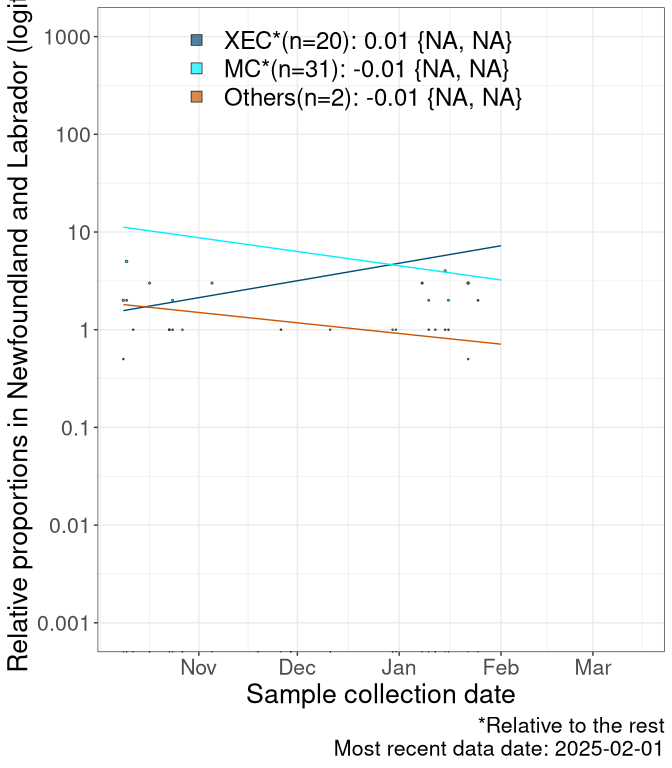 XEC*(n=20): 0.01 {NA, NA}
MC*(n=31): -0.01 {NA, NA}
Others(n=2): -0.01 {NA, NA}
Relative proportions in Newfoundland and Labrador
1000
100
10
1
0.1
0.01
0.001
Nov Dec Jan Feb Mar
Sample collection date
*Relative to the rest
Most recent data date: 2025-02-01